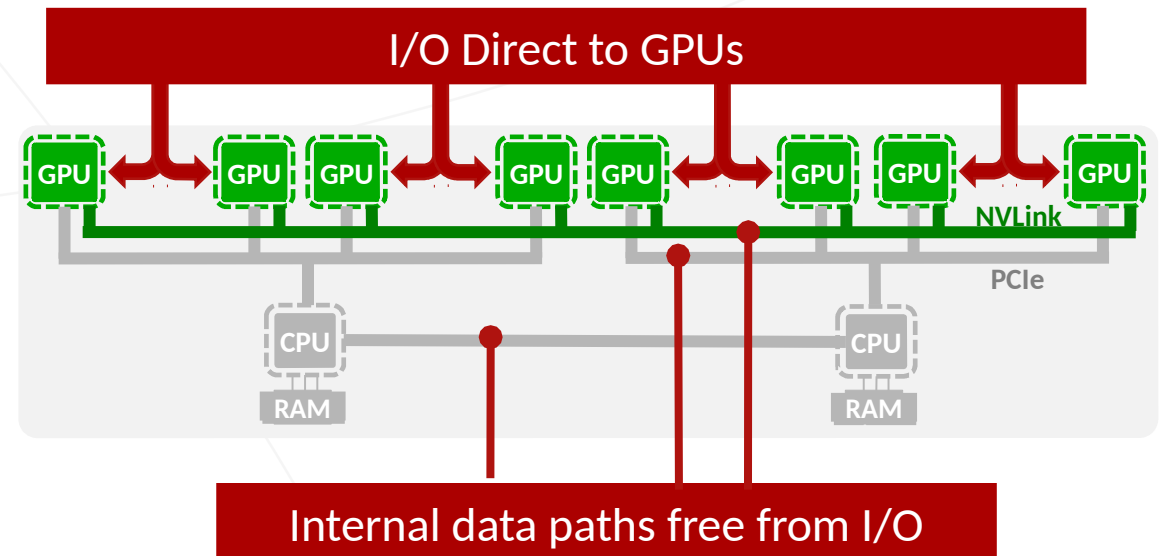 I/O Direct to GPUs
GPU GPU GPU GPU GPU GPU GPU GPU
NVLink
PCIe
CPU CPU
RAM RAM
Internal data paths free from I/O